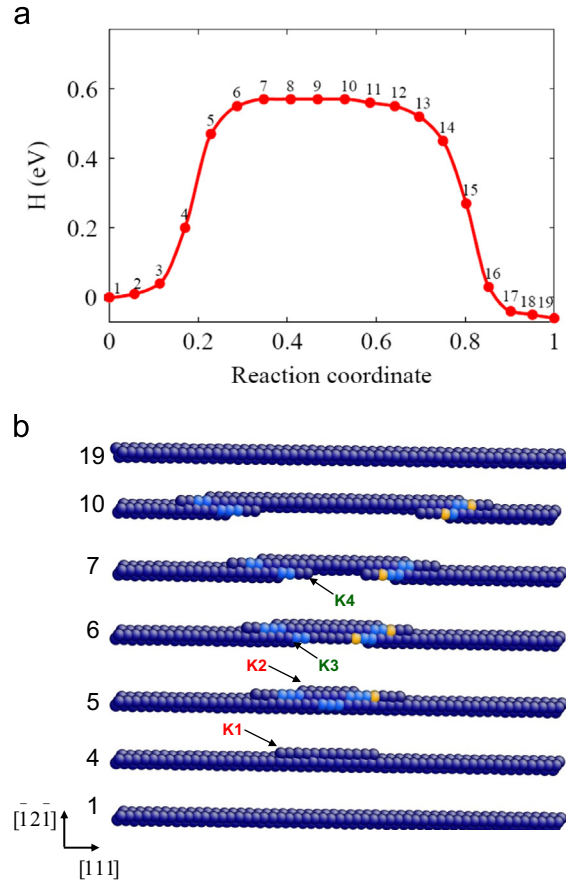 a
H (eV)
0.6
0.4
0.2
0
1 2 3 4 5 6 7 8 9 10 11 12 13 14 15 16 17 18 19
0 0.2 0.4 0.6 0.8 1
Reaction coordinate
b
19
10
7
K4
6
K2 K3
5
K1
4
1
[1̄21̄]
[111]